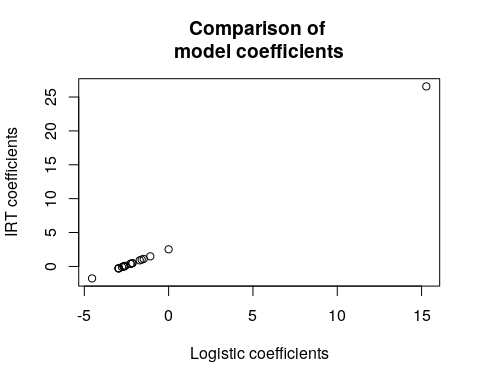 Comparison of
model coefficients
IRT coefficients
25
20
15
10
5
0
-5 0 5 10 15
Logistic coefficients